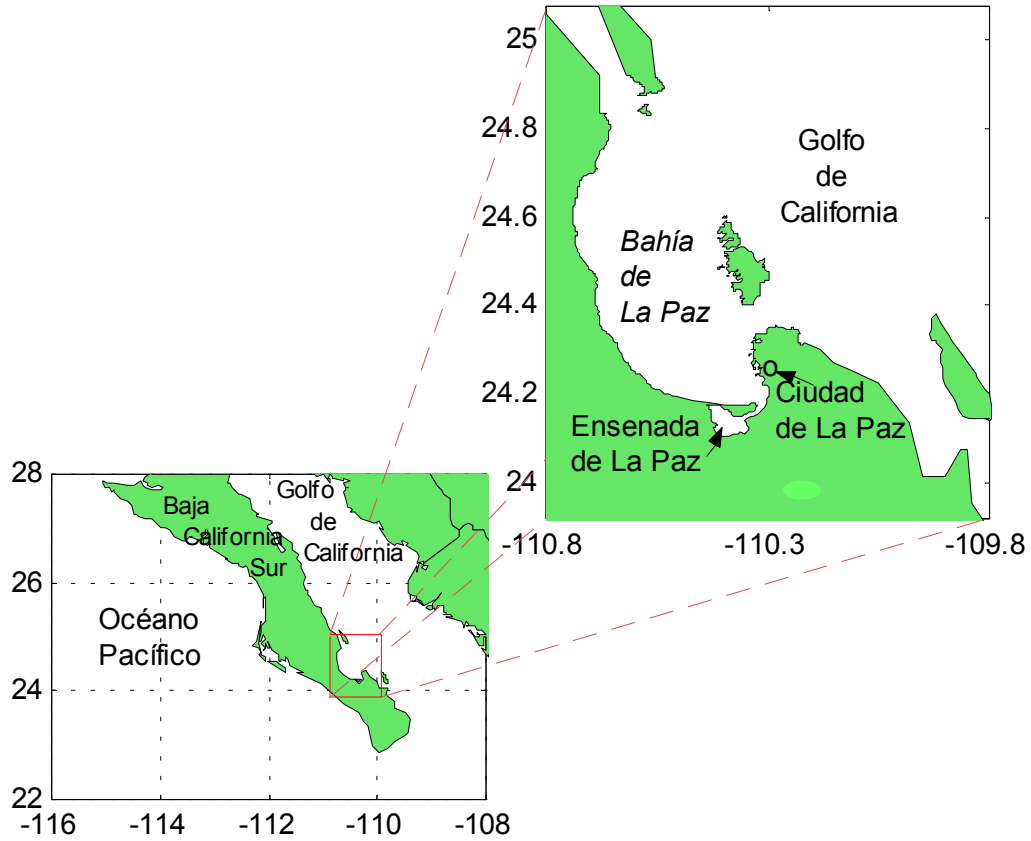 25
24.8
24.6
24.4
24.2
24
Golfo
de
California
Bahía
de
La Paz
Ciudad
de La Paz
Ensenada
de La Paz
-110.8
-110.3
-109.8
28
26
24
22
Baja
California
Sur
Golfo
de
California
Océano
Pacífico
-116
-114
-112
-110
-108